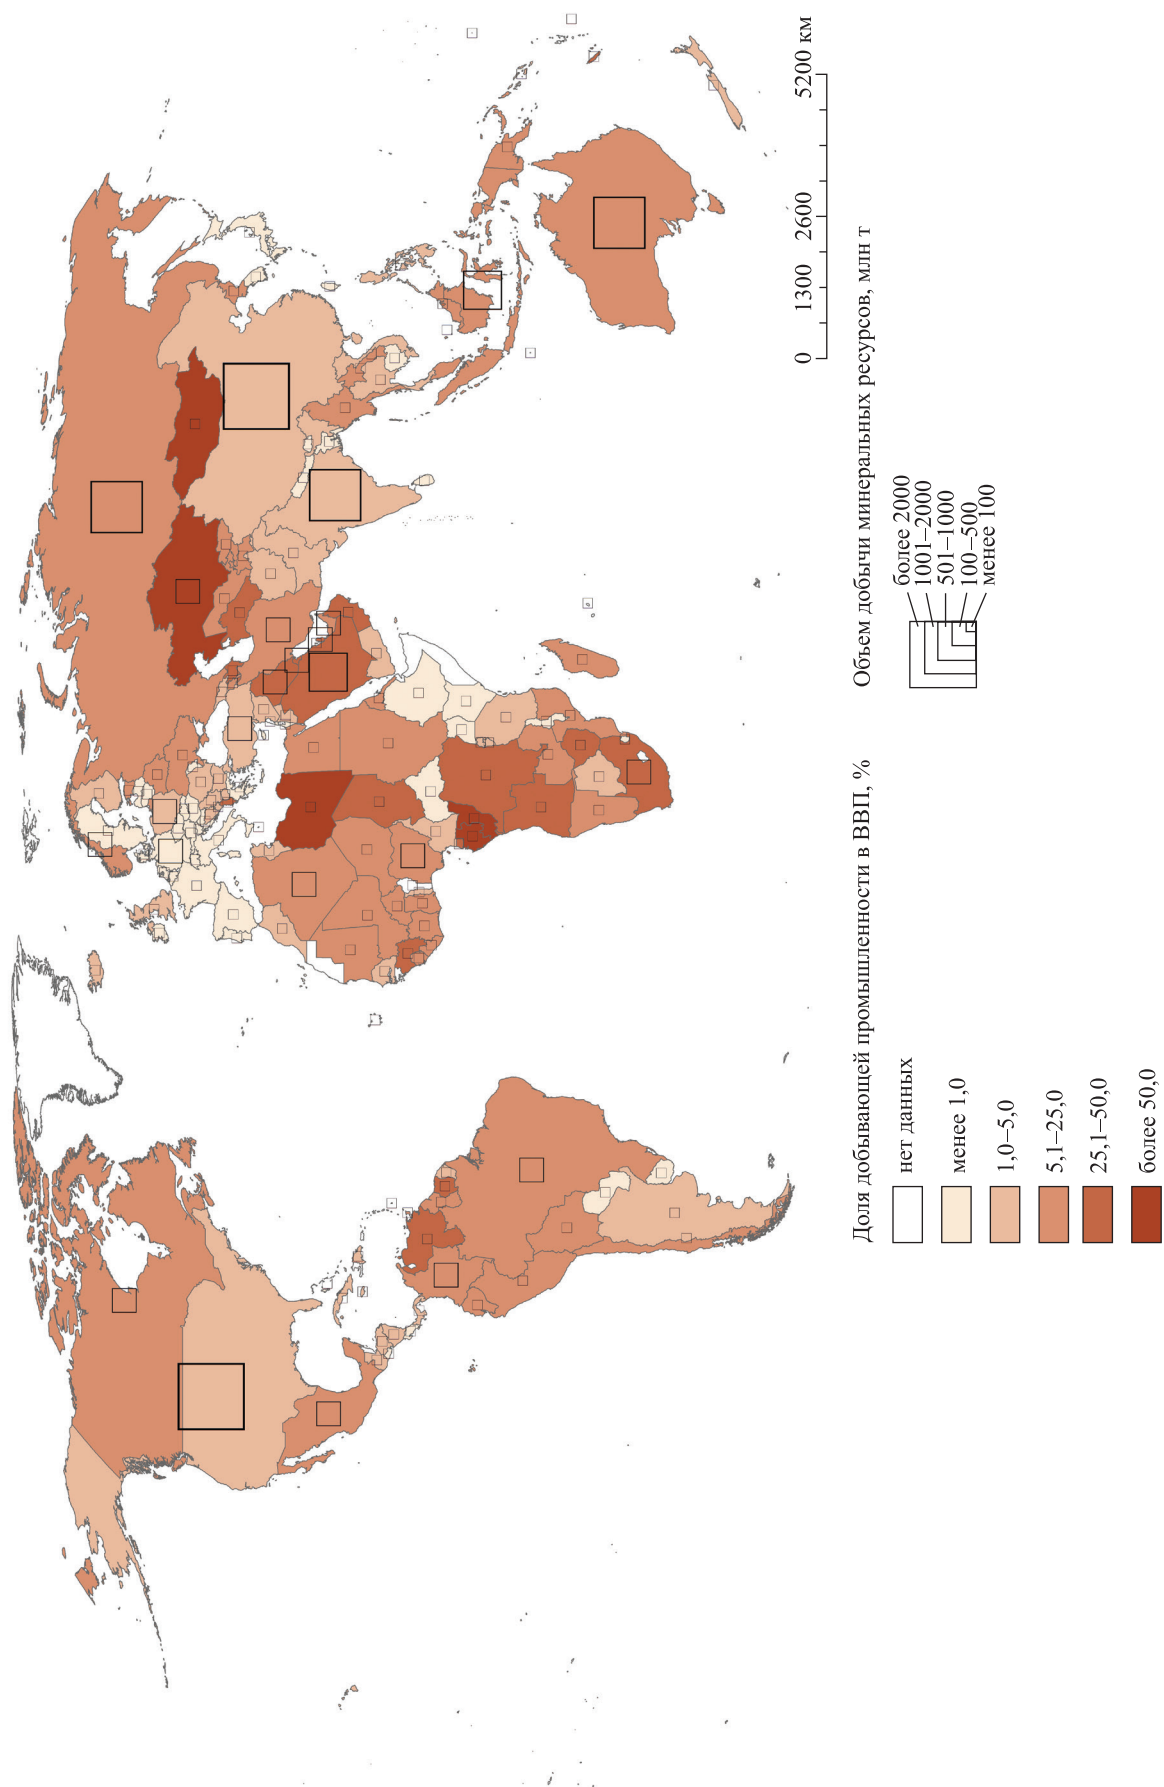 0 1300 2600 5200 км
Доля добывающей промышленности в ВВП, %
нет данных
менее 1,0
1,0–5,0
5,1–25,0
25,1–50,0
более 50,0
Объем добычи минеральных ресурсов, млн т
более 2000
1001–2000
501–1000
100–500
менее 100